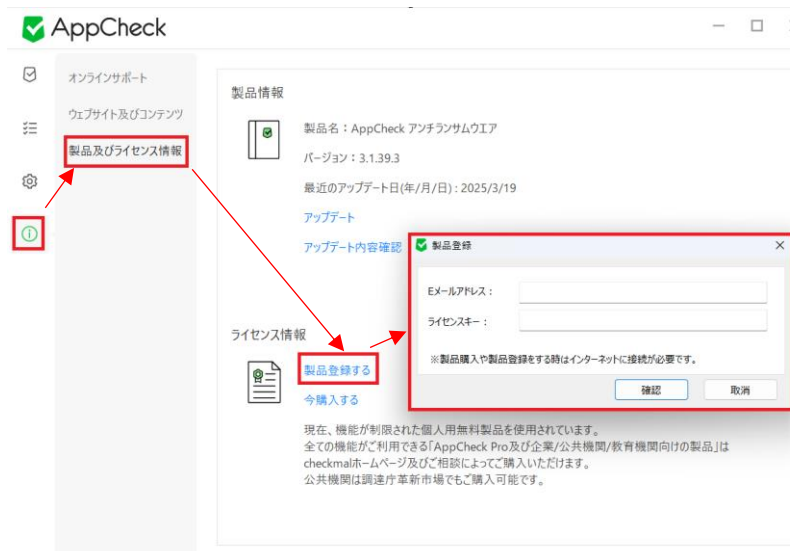 AppCheck
オンラインサポート
ウェブサイト及びコンテンツ
製品及びライセンス情報
製品情報
製品名：AppCheck アンチランサムウエア
バージョン：3.1.39.3
最近のアップデート日(年/月/日) : 2025/3/19
アップデート
アップデート内容確認
製品登録
Eメールアドレス：
ライセンスキー：
※製品購入や製品登録をする時はインターネットに接続が必要です。
確認
取消
ライセンス情報
製品登録する
今購入する
現在、機能が制限された個人用無料製品を使用されています。
全ての機能がご利用できる「AppCheck Pro及び企業/公共機関/教育機関向けの製品」は
checkmalホームページ及びご相談によってご購入いただけます。
公共機関は調達庁革新市場でもご購入可能です。